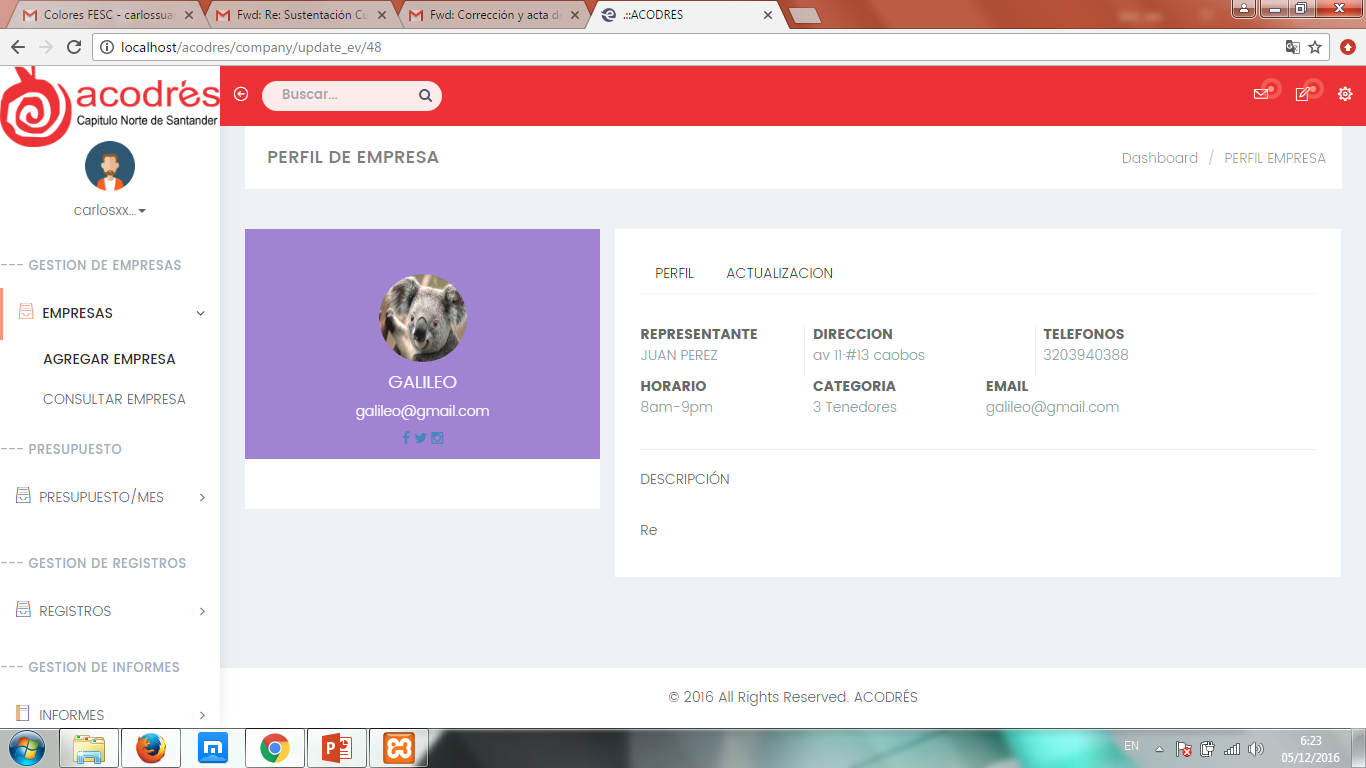 Colores FESC - carlossua
Fwd: Re: Sustentación Cu
Fwd: Corrección y acta de
.::ACODRES
localhost/acodres/company/update_ev/48
acodrés
Capitulo Norte de Santander
Buscar...
carlosxx...
PERFIL DE EMPRESA
Dashboard / PERFIL EMPRESA
--- GESTION DE EMPRESAS
EMPRESAS
AGREGAR EMPRESA
CONSULTAR EMPRESA
--- PRESUPUESTO
PRESUPUESTO/MES
--- GESTION DE REGISTROS
REGISTROS
--- GESTION DE INFORMES
INFORMES
GALILEO
galileo@gmail.com
PERFIL ACTUALIZACION
REPRESENTANTE DIRECCION TELEFONOS
JUAN PEREZ av 11·#13 caobos 3203940388
HORARIO CATEGORIA EMAIL
8am-9pm 3 Tenedores galileo@gmail.com
DESCRIPCIÓN
Re
© 2016 All Rights Reserved. ACODRÉS
EN
6:23
05/12/2016